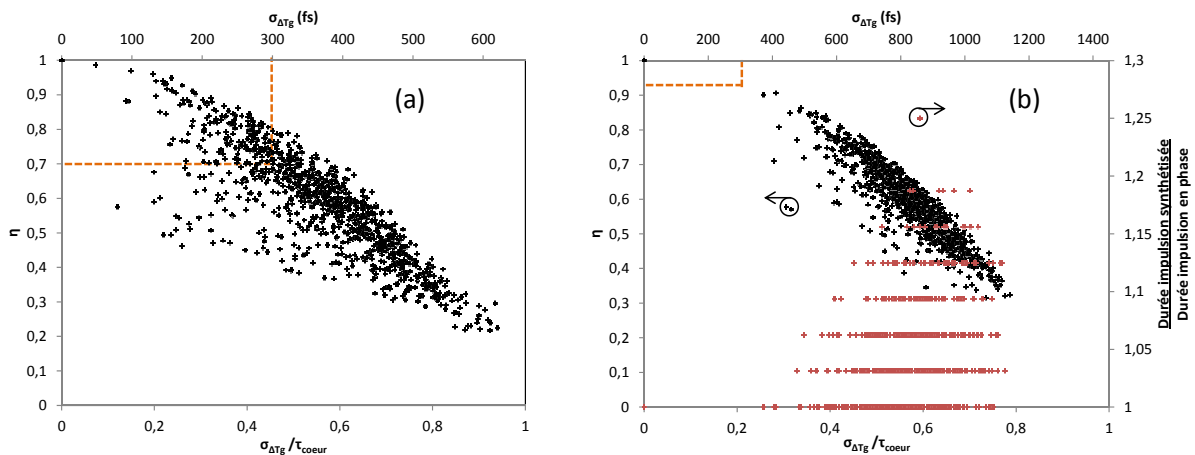 σΔTg (fs)
0 100 200 300 400 500 600
1
0,9
0,8
0,7
0,6
0,5
0,4
0,3
0,2
0,1
0
η
(a)
0 0,2 0,4 0,6 0,8 1
σΔTg /τcoeur
σΔTg (fs)
0 200 400 600 800 1000 1200 1400
1
0,9
0,8
0,7
0,6
0,5
0,4
0,3
0,2
0,1
0
η
(b)
1,3
1,25
1,2
1,15
1,1
1,05
1
Durée impulsion synthétisée
Durée impulsion en phase
0 0,2 0,4 0,6 0,8 1
σΔTg /τcoeur